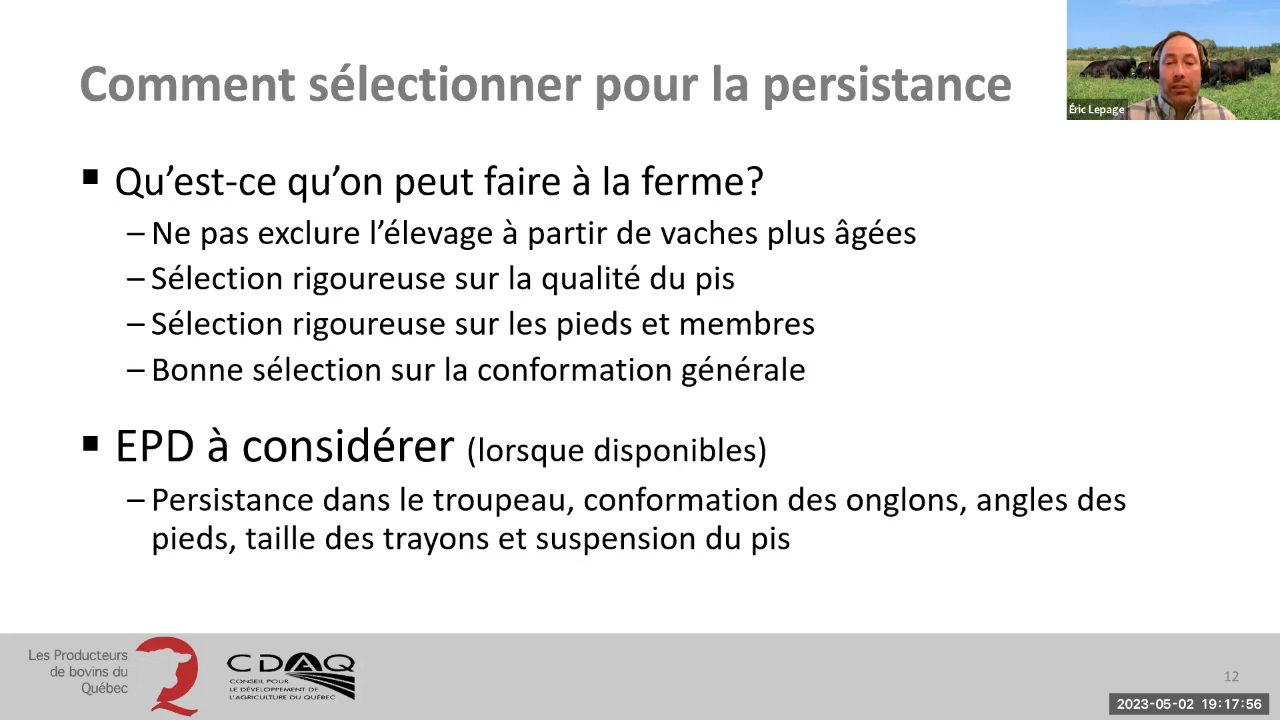 Comment sélectionner pour la persistance
Éric Lepage
▪ Qu’est-ce qu’on peut faire à la ferme?
– Ne pas exclure l’élevage à partir de vaches plus âgées
– Sélection rigoureuse sur la qualité du pis
– Sélection rigoureuse sur les pieds et membres
– Bonne sélection sur la conformation générale
▪ EPD à considérer (lorsque disponibles)
– Persistance dans le troupeau, conformation des onglons, angles des
pieds, taille des trayons et suspension du pis
Les Producteurs
de bovins du
Québec
CDAQ
CONSEIL POUR
LE DÉVELOPPEMENT DE
L'AGRICULTURE DU QUÉBEC
12
2023-05-02 19:17:56